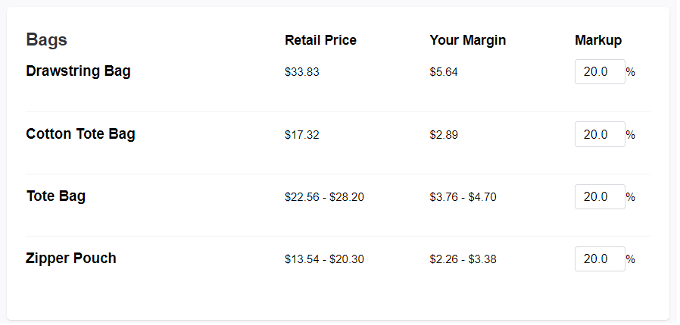 Bags Retail Price Your Margin Markup
Drawstring Bag $33.83 $5.64 20.0 %
Cotton Tote Bag $17.32 $2.89 20.0 %
Tote Bag $22.56 - $28.20 $3.76 - $4.70 20.0 %
Zipper Pouch $13.54 - $20.30 $2.26 - $3.38 20.0 %